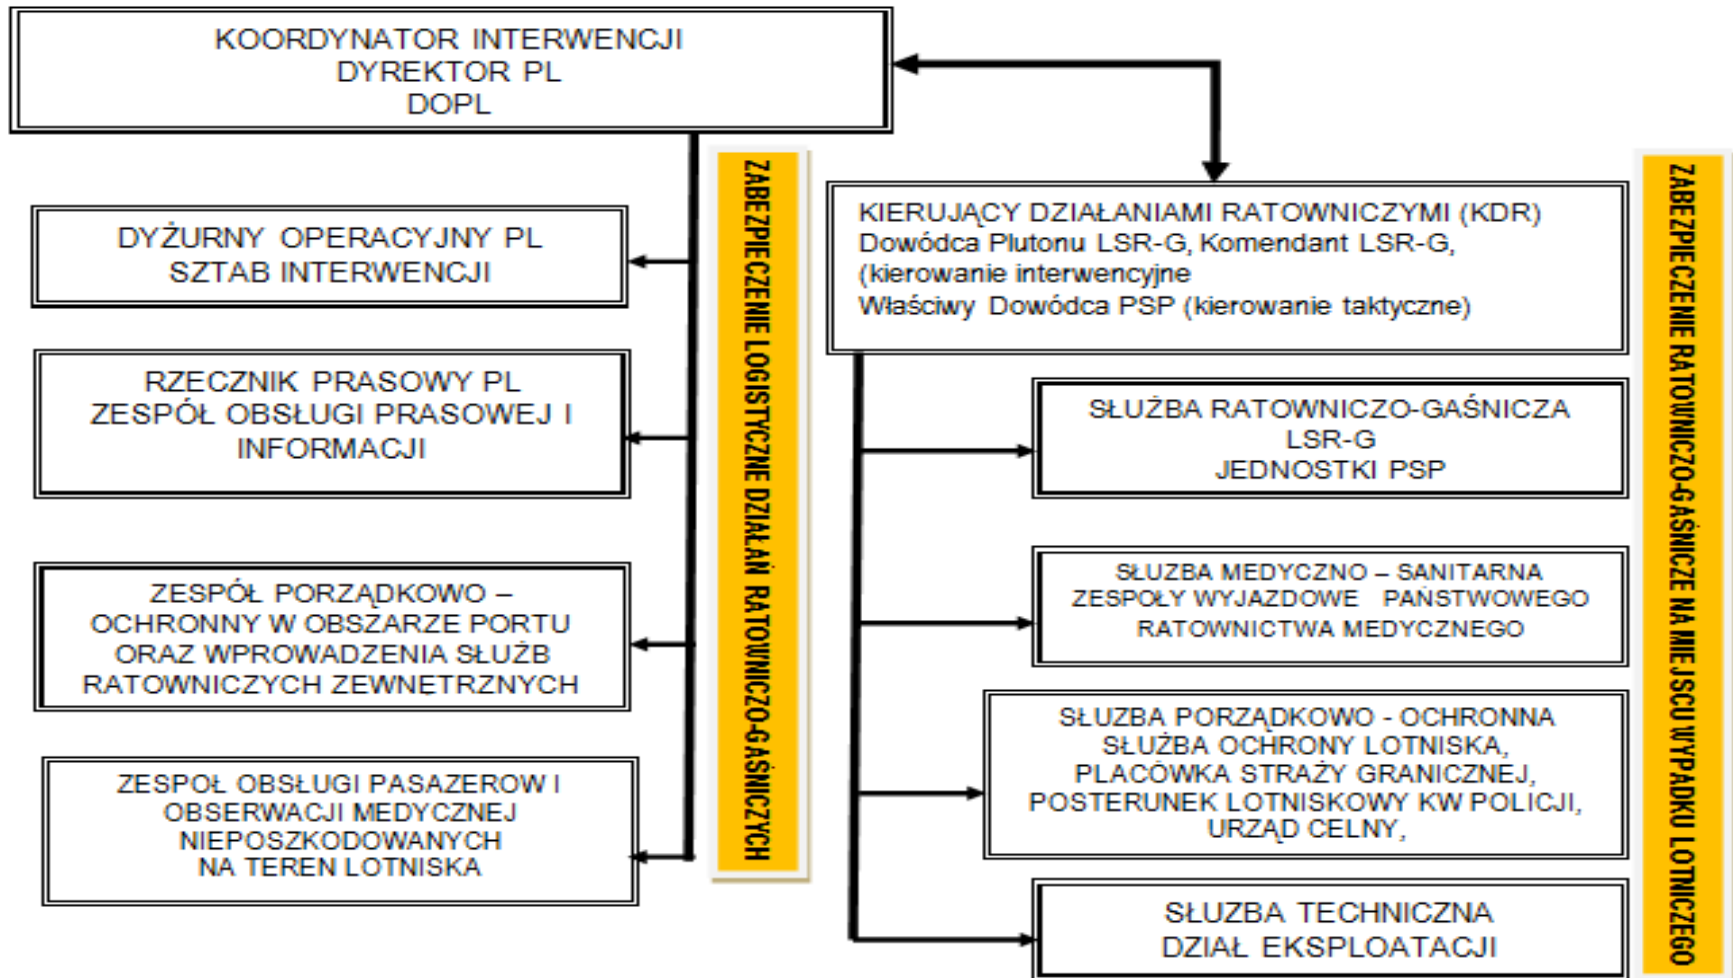 KOORDYNATOR INTERWENCJI
DYREKTOR PL
DOPL
DYŻURNY OPERACYJNY PL
SZTAB INTERWENCJI
RZECZNIK PRASOWY PL
ZESPÓŁ OBSŁUGI PRASOWEJ I
INFORMACJI
ZESPÓŁ PORZĄDKOWO –
OCHRONNY W OBSZARZE PORTU
ORAZ WPROWADZENIA SŁUŻB
RATOWNICZYCH ZEWNĘTRZNYCH
ZESPOŁ OBSŁUGI PASAZEROW I
OBSERWACJI MEDYCZNEJ
NIEPOSZKODOWANYCH
NA TEREN LOTNISKA
ZABEZPIECZENIE LOGISTYCZNE DZIAŁAŃ RATOWNICZO-GAŚNICZYCH
KIERUJĄCY DZIAŁANIAMI RATOWNICZYMI (KDR)
Dowódca Plutonu LSR-G, Komendant LSR-G,
(kierowanie interwencyjne
Właściwy Dowódca PSP (kierowanie taktyczne)
SŁUŻBA RATOWNICZO-GAŚNICZA
LSR-G
JEDNOSTKI PSP
SŁUZBA MEDYCZNO – SANITARNA
ZESPOŁY WYJAZDOWE PAŃSTWOWEGO
RATOWNICTWA MEDYCZNEGO
SŁUZBA PORZĄDKOWO - OCHRONNA
SŁUŻBA OCHRONY LOTNISKA,
PLACÓWKA STRAŻY GRANICZNEJ,
POSTERUNEK LOTNISKOWY KW POLICJI,
URZĄD CELNY,
SŁUZBA TECHNICZNA
DZIAŁ EKSPLOATACJI
ZABEZPIECZENIE RATOWNICZO-GAŚNICZE NA MIEJSCU WYPADKU LOTNICZEGO